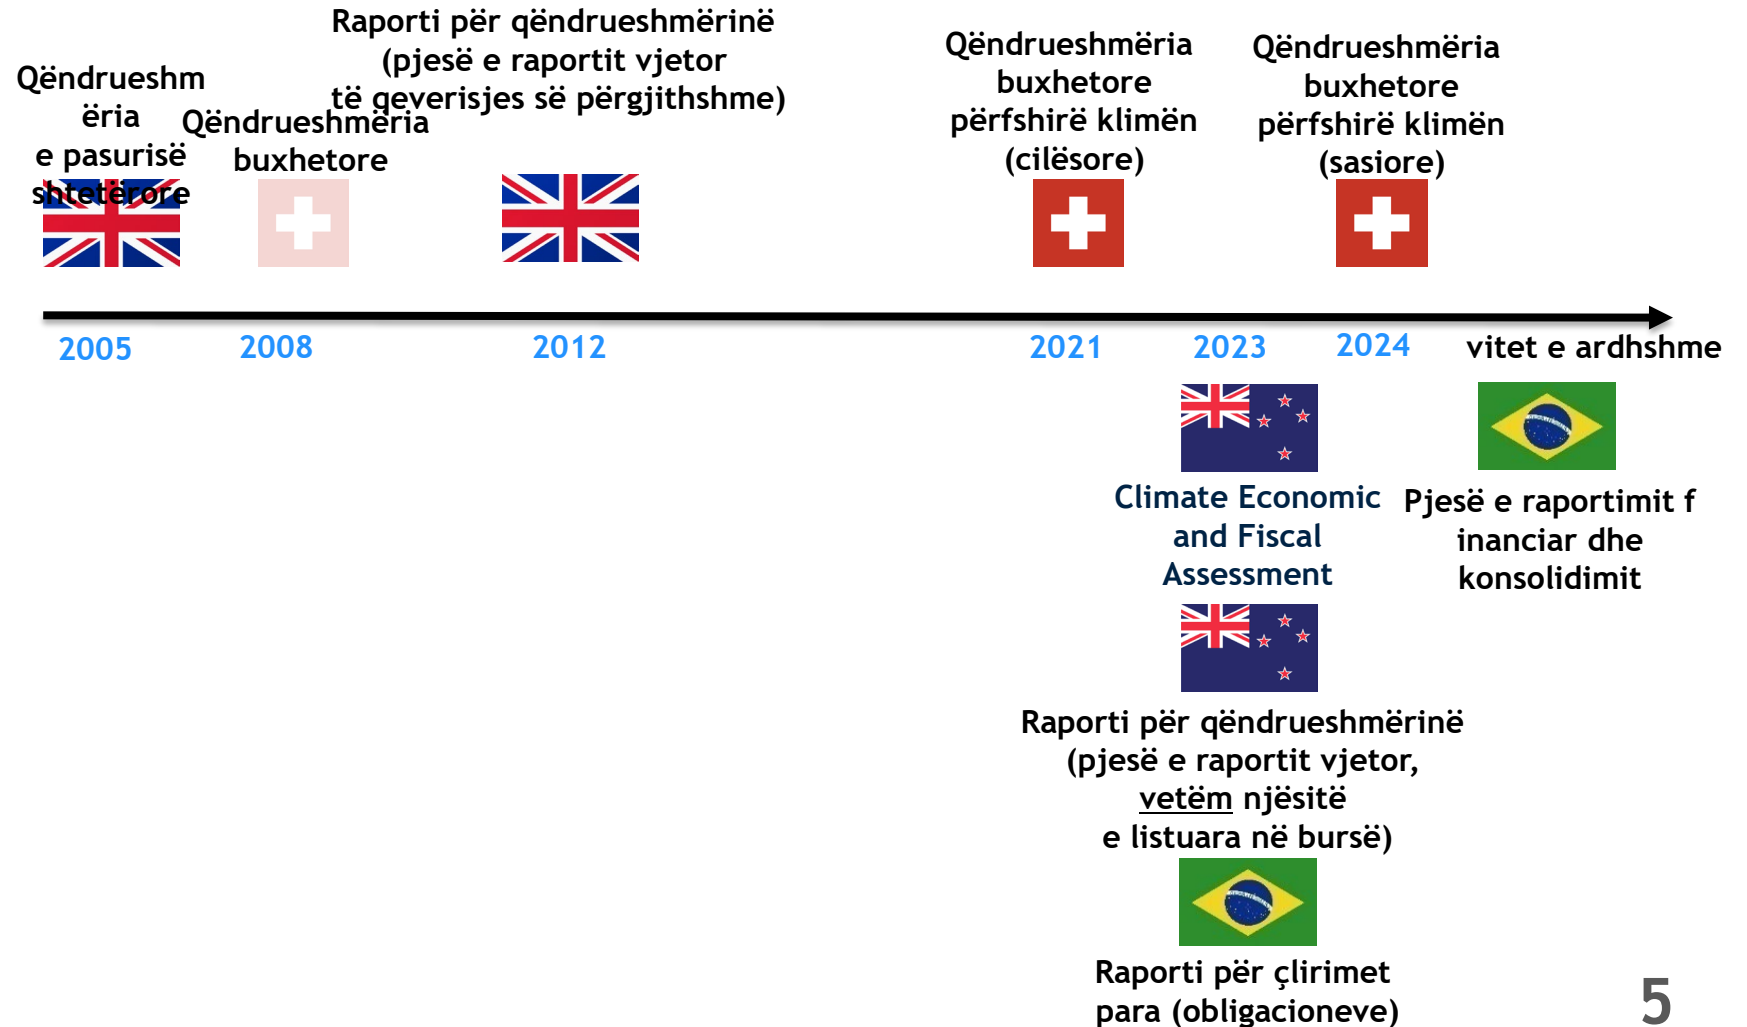 Qëndrueshm
ëria
e pasurisë
shtetërore
Qëndrueshmëria
buxhetore
Raporti për qëndrueshmërinë
(pjesë e raportit vjetor
të qeverisjes së përgjithshme)
Qëndrueshmëria
buxhetore
përfshirë klimën
(cilësore)
Qëndrueshmëria
buxhetore
përfshirë klimën
(sasiore)
2005
2008
2012
2021
2023
2024
vitet e ardhshme
Climate Economic
and Fiscal
Assessment
Pjesë e raportimit f
inanciar dhe
konsolidimit
Raporti për qëndrueshmërinë
(pjesë e raportit vjetor,
vetëm njësitë
e listuara në bursë)
Raporti për çlirimet
para (obligacioneve)
5